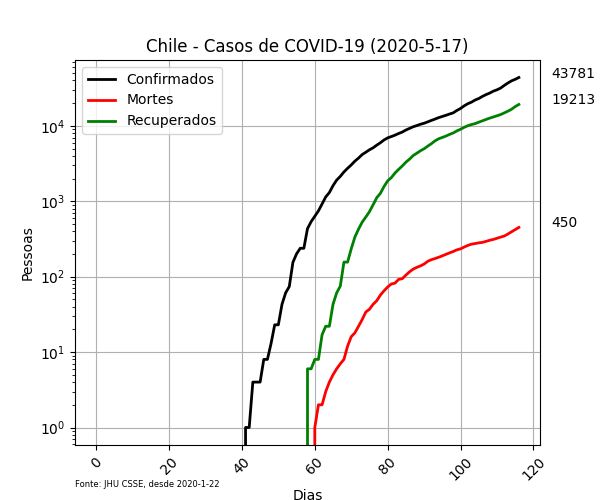 Chile - Casos de COVID-19 (2020-5-17)
Confirmados
Mortes
Recuperados
43781
19213
450
Pessoas
10^4
10^3
10^2
10^1
10^0
0 20 40 60 80 100 120
Dias
Fonte: JHU CSSE, desde 2020-1-22